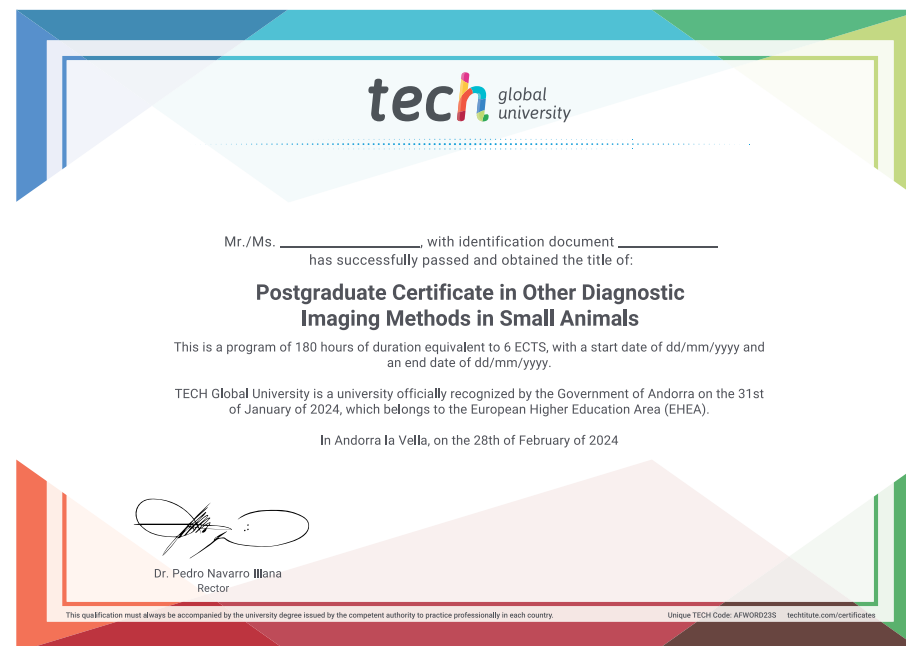 tech global
university
Mr./Ms. ____________, with identification document ____________
has successfully passed and obtained the title of:
Postgraduate Certificate in Other Diagnostic
Imaging Methods in Small Animals
This is a program of 180 hours of duration equivalent to 6 ECTS, with a start date of dd/mm/yyyy and
an end date of dd/mm/yyyy.
TECH Global University is a university officially recognized by the Government of Andorra on the 31st
of January of 2024, which belongs to the European Higher Education Area (EHEA).
In Andorra la Vella, on the 28th of February of 2024
Dr. Pedro Navarro Illana
Rector
This qualification must always be accompanied by the university degree issued by the competent authority to practice professionally in each country.
Unique TECH Code: AFWORD23S techtitute.com/certificates